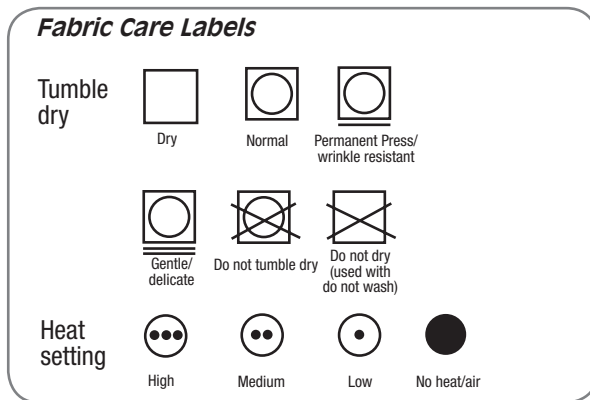 Fabric Care Labels
Tumble
dry
Dry
Normal
Permanent Press/
wrinkle resistant
Gentle/
delicate
Do not tumble dry
Do not dry
(used with
do not wash)
Heat
setting
High
Medium
Low
No heat/air